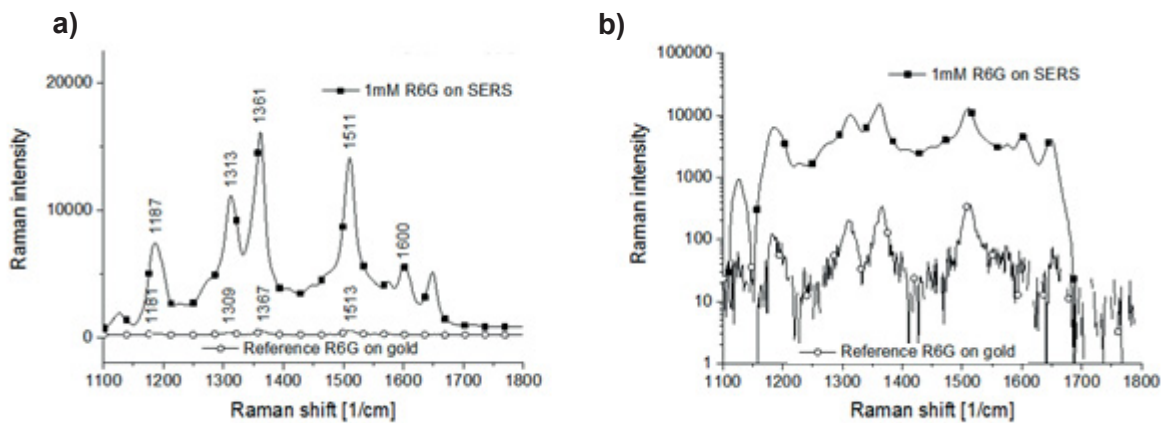 a)
20000
10000
0
Raman intensity
1mM R6G on SERS
1187
1313
1361
1511
1600
1181
1309
1367
1513
Reference R6G on gold
1100 1200 1300 1400 1500 1600 1700 1800
Raman shift [1/cm]
b)
100000
10000
1000
100
10
1
Raman intensity
1mM R6G on SERS
Reference R6G on gold
1100 1200 1300 1400 1500 1600 1700 1800
Raman shift [1/cm]